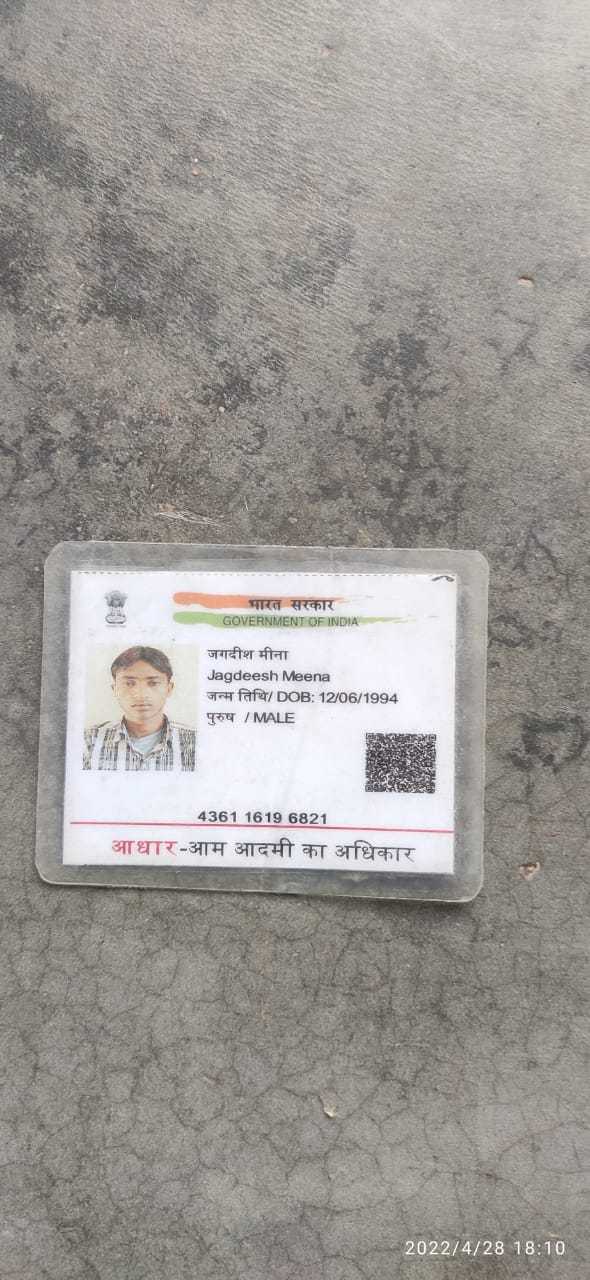 भारत सरकार
GOVERNMENT OF INDIA
जगदीश मीना
Jagdeesh Meena
जन्म तिथि/ DOB: 12/06/1994
पुरुष / MALE
4361 1619 6821
आधार-आम आदमी का अधिकार
2022/4/28 18:10